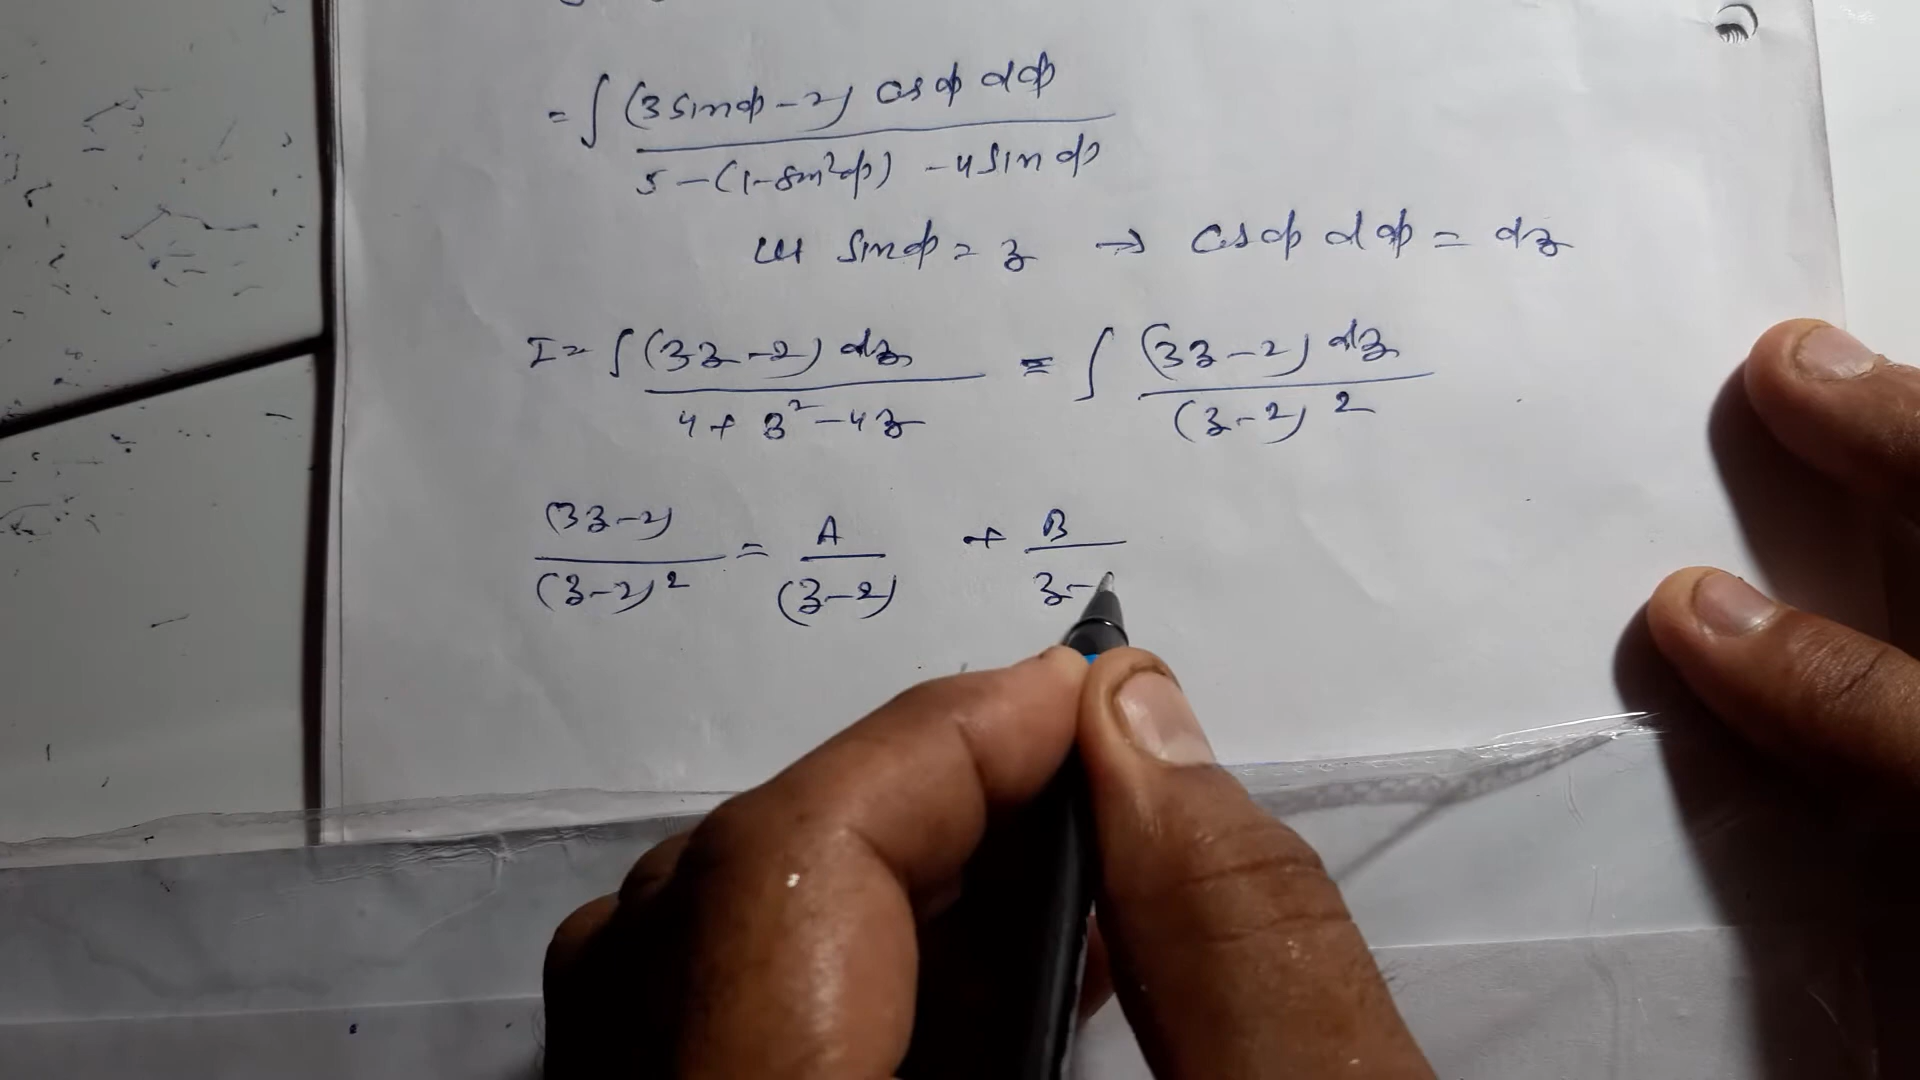 = ∫ (3 sinφ - 2) cosφ dφ / 5 - (1 - sin²φ) - 4 sinφ
let sinφ = z → cosφ dφ = dz
I = ∫ (3z - 2) dz / 4 + z² - 4z = ∫ (3z - 2) dz / (z - 2)²
(3z - 2) / (z - 2)² = A / (z - 2) + B / z -